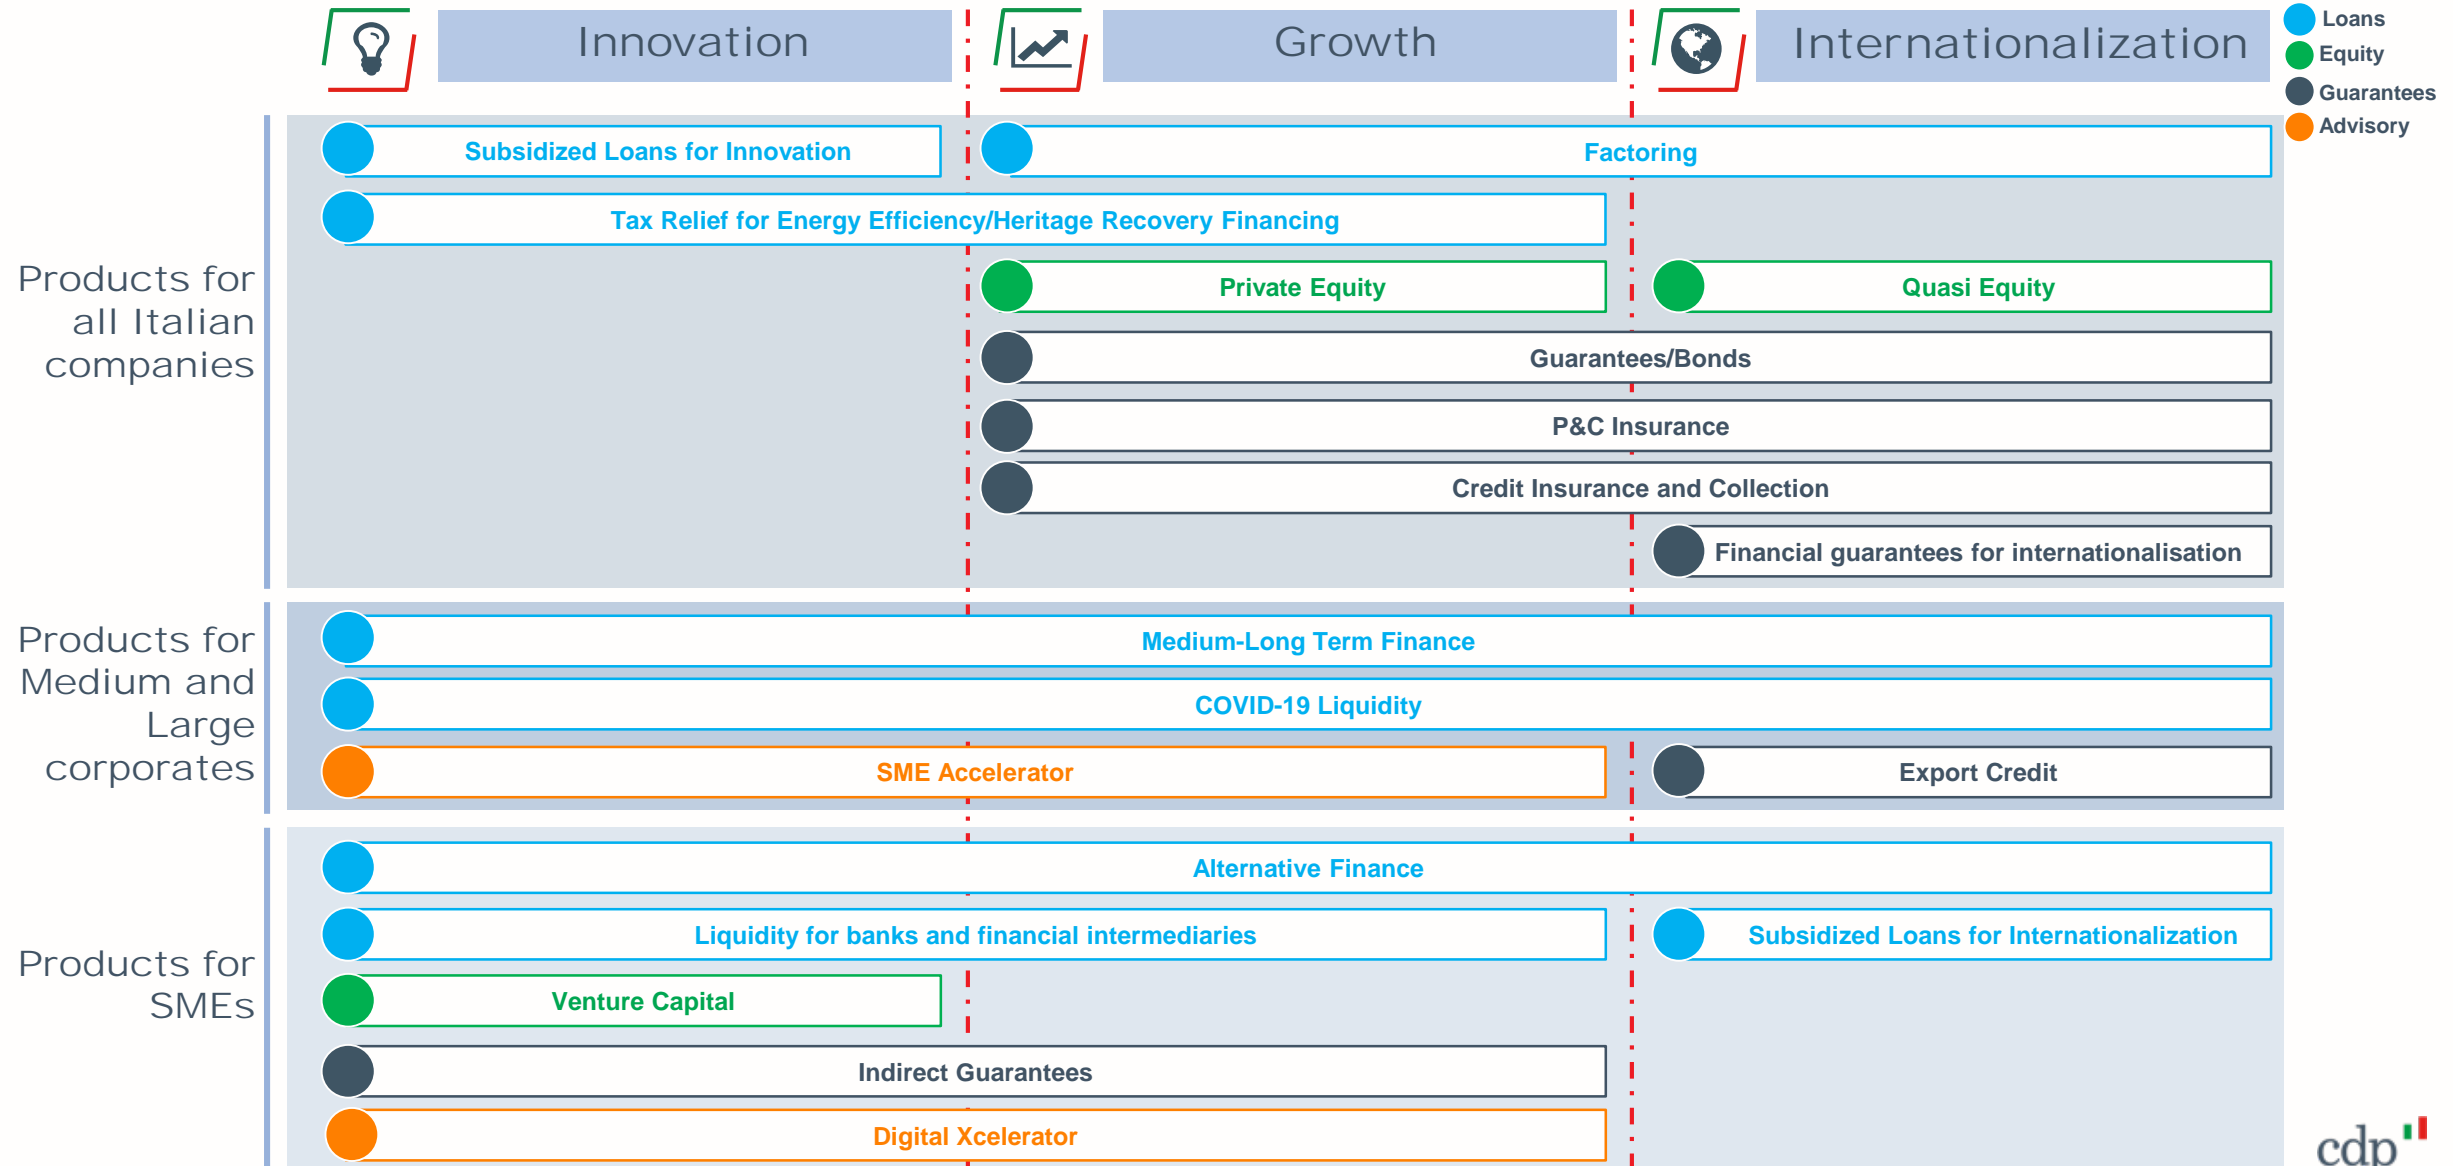 Innovation
Growth
Internationalization
Loans
Equity
Guarantees
Advisory
Products for
all Italian
companies
Subsidized Loans for Innovation
Factoring
Tax Relief for Energy Efficiency/Heritage Recovery Financing
Private Equity
Quasi Equity
Guarantees/Bonds
P&C Insurance
Credit Insurance and Collection
Financial guarantees for internationalisation
Products for
Medium and
Large
corporates
Medium-Long Term Finance
COVID-19 Liquidity
SME Accelerator
Export Credit
Products for
SMEs
Alternative Finance
Liquidity for banks and financial intermediaries
Subsidized Loans for Internationalization
Venture Capital
Indirect Guarantees
Digital Xcelerator
cdp